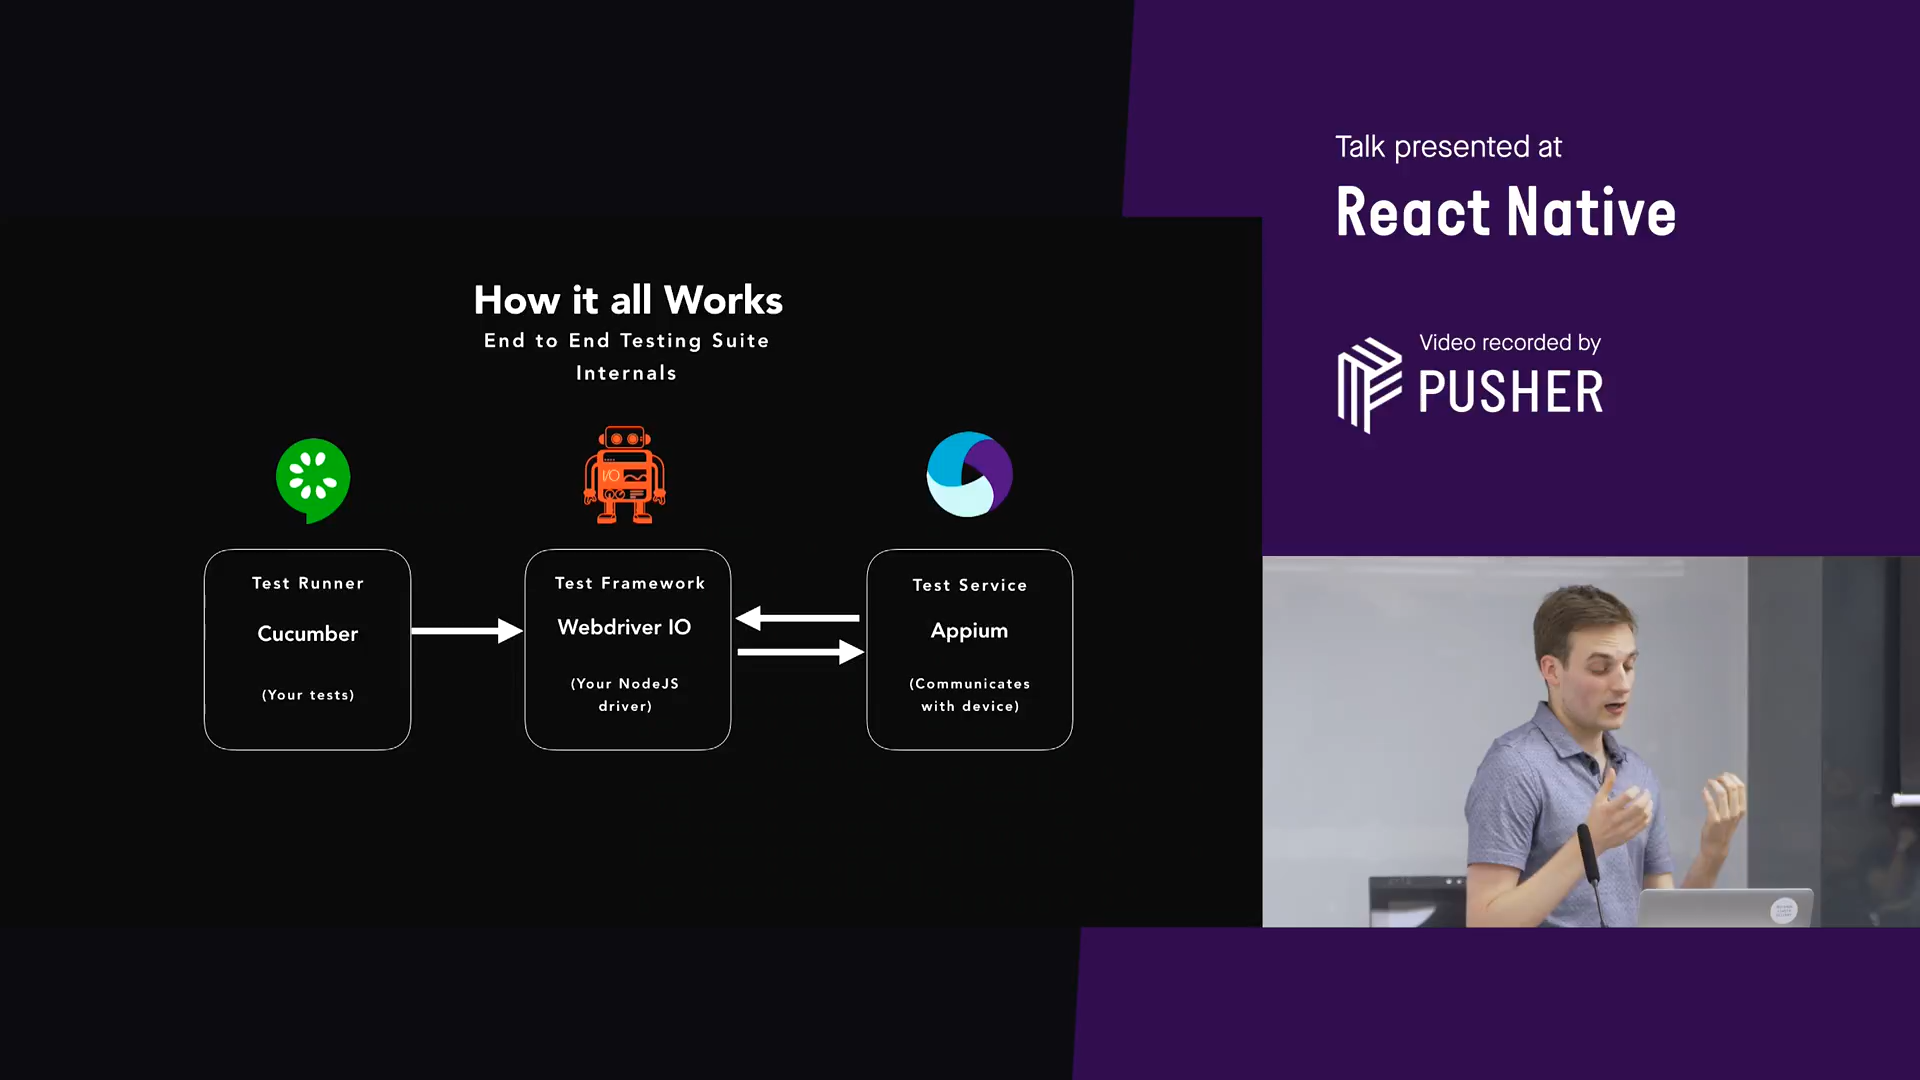 Talk presented at
React Native
Video recorded by
PUSHER
How it all Works
End to End Testing Suite
Internals
I/O
Test Runner
Cucumber
(Your tests)
Test Framework
Webdriver IO
(Your NodeJS
driver)
Test Service
Appium
(Communicates
with device)